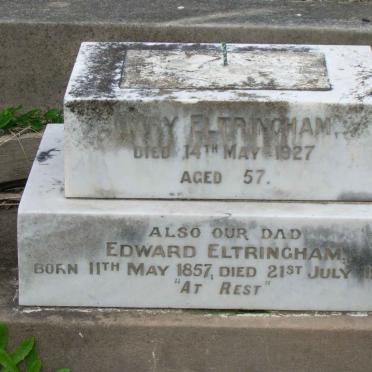 ELTRINGHAM,
DIED 14TH MAY 1927
AGED 57.
ALSO OUR DAD
EDWARD ELTRINGHAM,
BORN 11TH MAY 1857, DIED 21ST JULY
"AT REST"